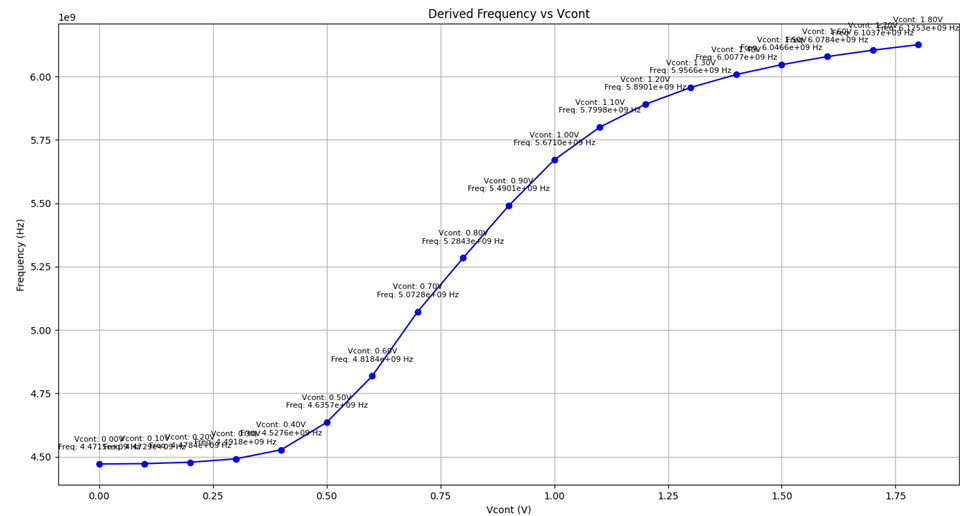 Derived Frequency vs Vcont
1e9
Frequency (Hz)
6.00
5.75
5.50
5.25
5.00
4.75
4.50
Vcont: 0.00V
Vcont: 0.10V
Vcont: 0.20V
Freq: 4.4918e+09 Hz
Vcont: 0.40V
Freq: 4.5276e+09 Hz
Vcont: 0.50V
Freq: 4.6357e+09 Hz
Vcont: 0.60V
Freq: 4.8184e+09 Hz
Vcont: 0.70V
Freq: 5.0728e+09 Hz
Vcont: 0.80V
Freq: 5.2843e+09 Hz
Vcont: 0.90V
Freq: 5.4901e+09 Hz
Vcont: 1.00V
Freq: 5.6710e+09 Hz
Vcont: 1.10V
Freq: 5.7998e+09 Hz
Vcont: 1.20V
Freq: 5.8901e+09 Hz
Vcont: 1.30V
Freq: 5.9566e+09 Hz
Freq: 6.0077e+09 Hz
Freq: 6.0466e+09 Hz
Freq: 6.0784e+09 Hz
Freq: 6.1037e+09 Hz
Vcont: 1.80V
Freq: 6.1253e+09 Hz
0.00
0.25
0.50
0.75
1.00
1.25
1.50
1.75
Vcont (V)